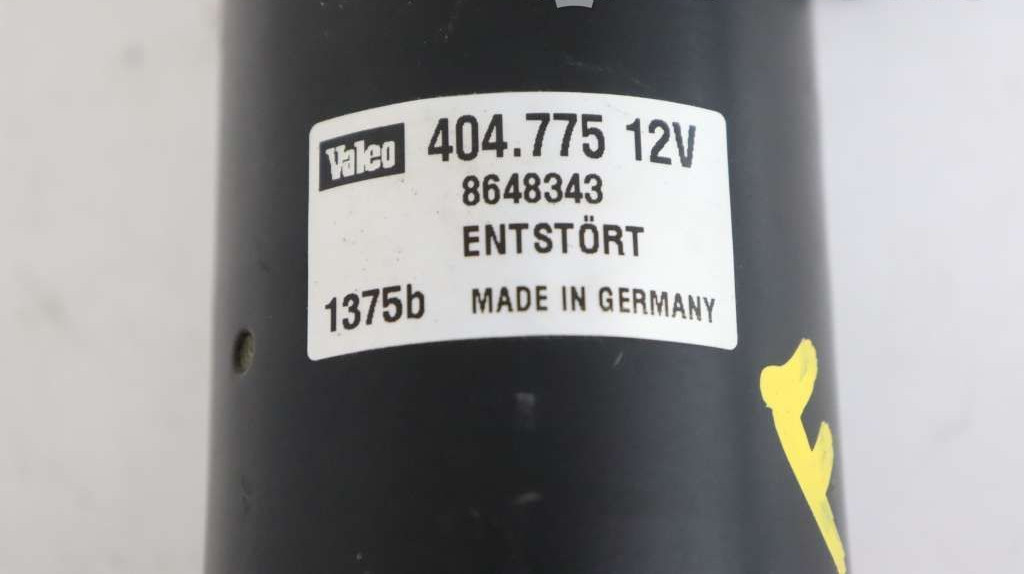 Valeo 404.775 12V
8648343
ENTSTÖRT
1375b MADE IN GERMANY